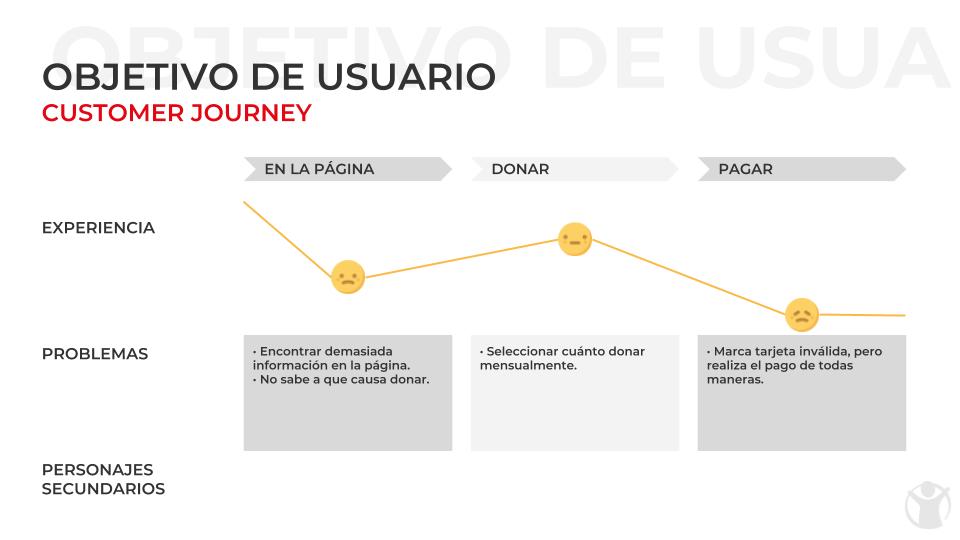 OBJETIVO DE USUA
OBJETIVO DE USUARIO
CUSTOMER JOURNEY
EN LA PÁGINA
DONAR
PAGAR
EXPERIENCIA
PROBLEMAS
• Encontrar demasiada
información en la página.
• No sabe a que causa donar.
• Seleccionar cuánto donar
mensualmente.
• Marca tarjeta inválida, pero
realiza el pago de todas
maneras.
PERSONAJES
SECUNDARIOS